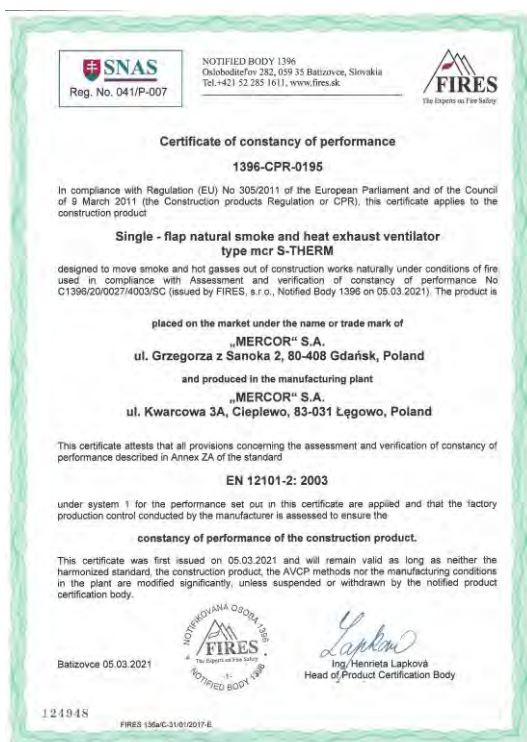 SNAS
Reg. No. 041/P-007
NOTIFIED BODY 1396
Osloboditeľov 282, 059 35 Batizovce, Slovakia
Tel.+421 52 285 1611, www.fires.sk
FIRES
The Experts on Fire Safety
Certificate of constancy of performance
1396-CPR-0195
In compliance with Regulation (EU) No 305/2011 of the European Parliament and of the Council
of 9 March 2011 (the Construction products Regulation or CPR), this certificate applies to the
construction product
Single - flap natural smoke and heat exhaust ventilator
type mcr S-THERM
designed to move smoke and hot gasses out of construction works naturally under conditions of fire
used in compliance with Assessment and verification of constancy of performance No
C1396/20/0027/4003/SC (issued by FIRES, s.r.o., Notified Body 1396 on 05.03.2021). The product is
placed on the market under the name or trade mark of
„MERCOR“ S.A.
ul. Grzegorza z Sanoka 2, 80-408 Gdańsk, Poland
and produced in the manufacturing plant
„MERCOR“ S.A.
ul. Kwarcowa 3A, Cieplewo, 83-031 Łęgowo, Poland
This certificate attests that all provisions concerning the assessment and verification of constancy of
performance described in Annex ZA of the standard
EN 12101-2: 2003
under system 1 for the performance set out in this certificate are applied and that the factory
production control conducted by the manufacturer is assessed to ensure the
constancy of performance of the construction product.
This certificate was first issued on 05.03.2021 and will remain valid as long as neither the
harmonized standard, the construction product, the AVCP methods nor the manufacturing conditions
in the plant are modified significantly, unless suspended or withdrawn by the notified product
certification body.
NOTIFIKOVANÁ OSOBA 1396
FIRES
The Experts on Fire Safety
-1-
NOTIFIED BODY 1396
Lapkova
Batizovce 05.03.2021
Ing. Henrieta Lapková
Head of Product Certification Body
124948
FIRES 136a/C-31/01/2017-E